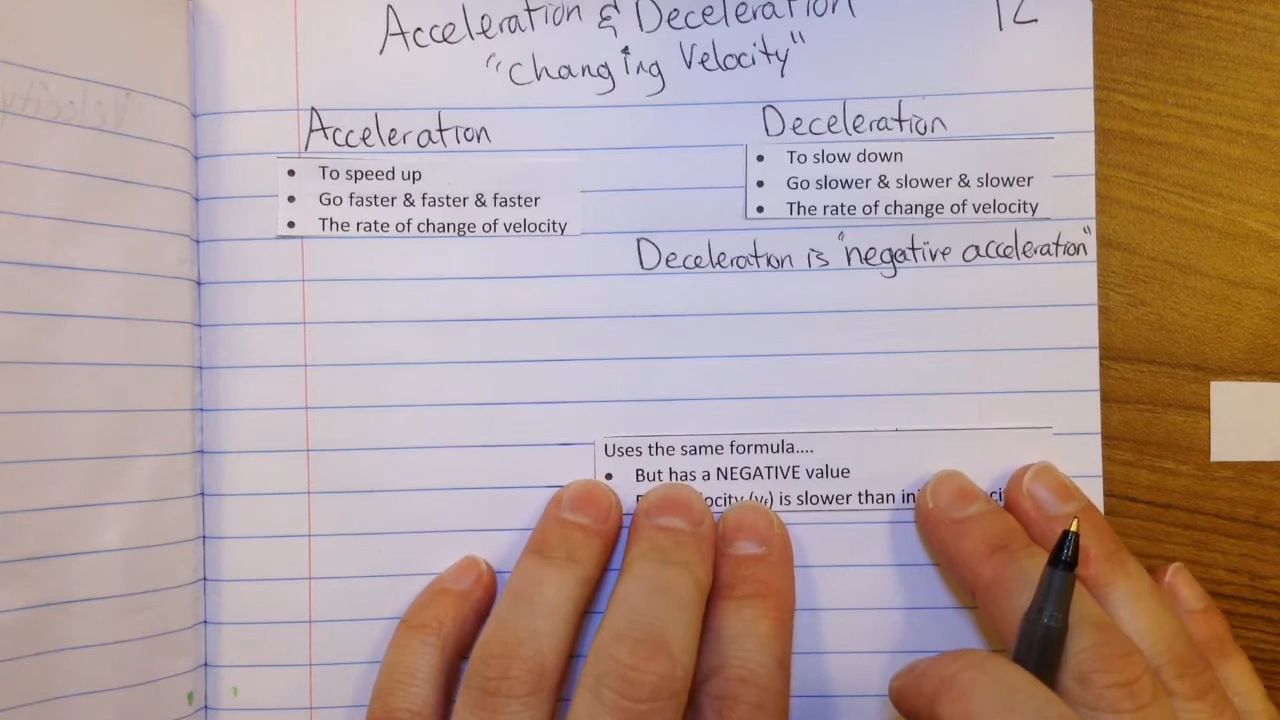 Acceleration & Deceleration
12
"Changing Velocity"
Velocity
Acceleration
• To speed up
• Go faster & faster & faster
• The rate of change of velocity
Deceleration
• To slow down
• Go slower & slower & slower
• The rate of change of velocity
Deceleration is "negative acceleration"
Uses the same formula....
• But has a NEGATIVE value
(vf) is slower than